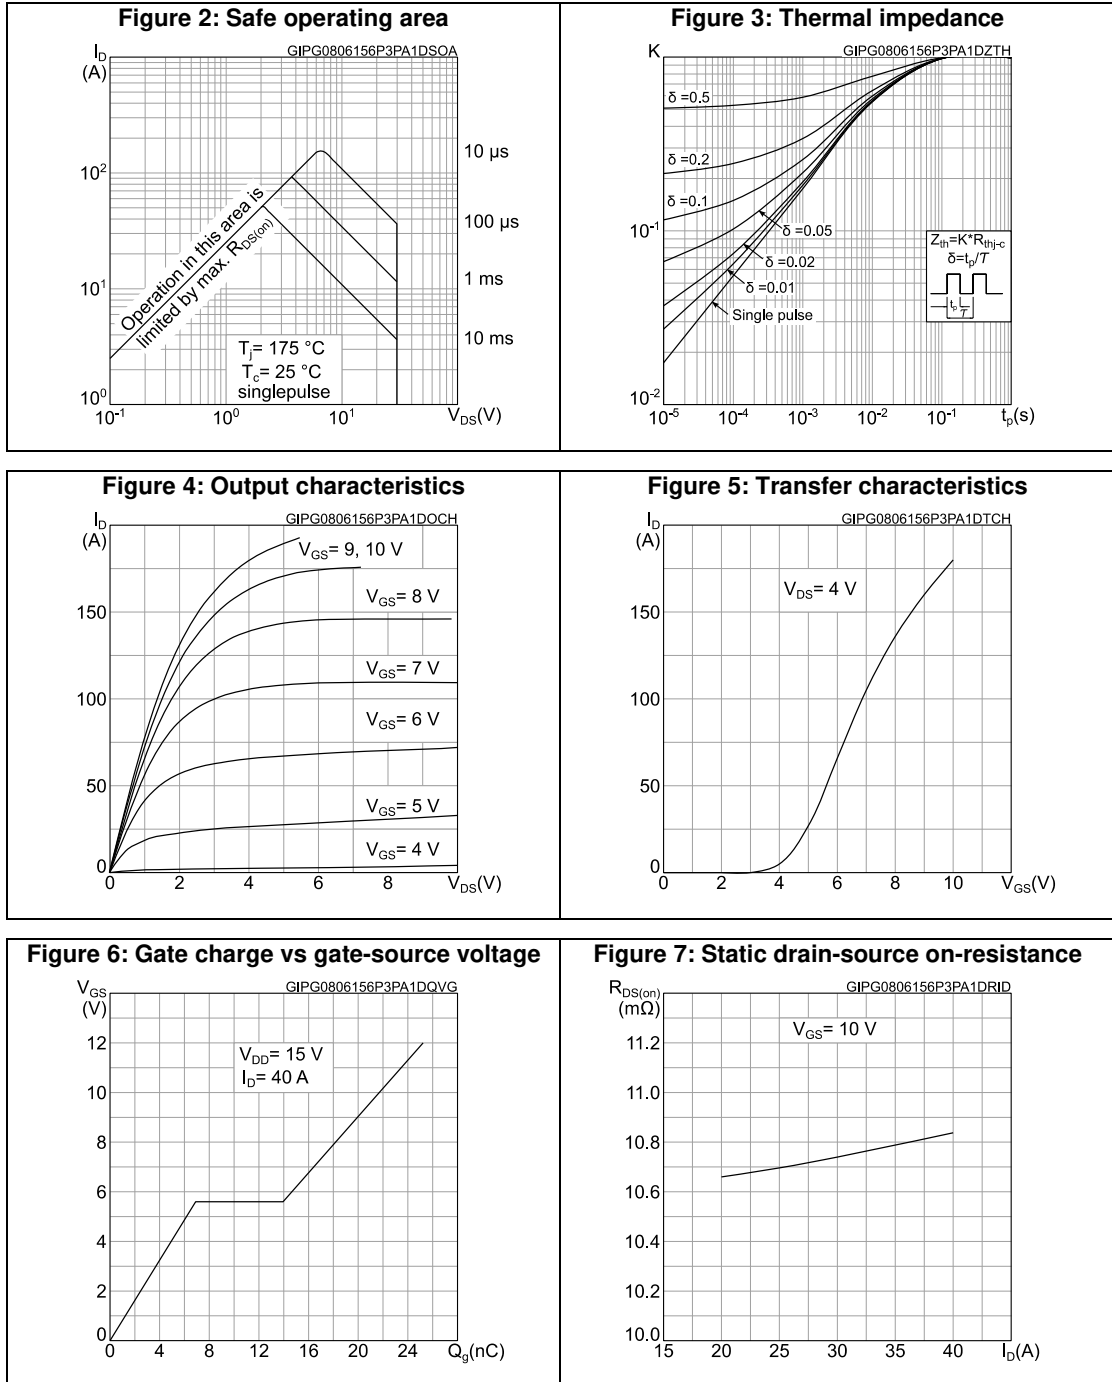 Figure 2: Safe operating area
I_D
(A)
GIPG0806156P3PA1DSOA
10 µs
10²
100 µs
Operation in this area is
limited by max. R_DS(on)
1 ms
10¹
10 ms
T_j= 175 °C
T_c= 25 °C
singlepulse
10⁰
10⁻¹ 10⁰ 10¹ V_DS(V)
Figure 3: Thermal impedance
K
GIPG0806156P3PA1DZTH
δ =0.5
δ =0.2
δ =0.1
δ =0.05
δ =0.02
δ =0.01
Single pulse
10⁻¹
Z_th=K*R_thj-c
δ=t_p/T
t_p
T
10⁻²
10⁻⁵ 10⁻⁴ 10⁻³ 10⁻² 10⁻¹ t_p(s)
Figure 4: Output characteristics
I_D
(A)
GIPG0806156P3PA1DOCH
V_GS= 9, 10 V
V_GS= 8 V
150
V_GS= 7 V
100
V_GS= 6 V
50
V_GS= 5 V
V_GS= 4 V
0
0 2 4 6 8 V_DS(V)
Figure 5: Transfer characteristics
I_D
(A)
GIPG0806156P3PA1DTCH
V_DS= 4 V
150
100
50
0
0 2 4 6 8 10 V_GS(V)
Figure 6: Gate charge vs gate-source voltage
V_GS
(V)
GIPG0806156P3PA1DQVG
V_DD= 15 V
I_D= 40 A
12
10
8
6
4
2
0
0 4 8 12 16 20 24 Q_g(nC)
Figure 7: Static drain-source on-resistance
R_DS(on)
(mΩ)
GIPG0806156P3PA1DRID
V_GS= 10 V
11.2
11.0
10.8
10.6
10.4
10.2
10.0
15 20 25 30 35 40 I_D(A)